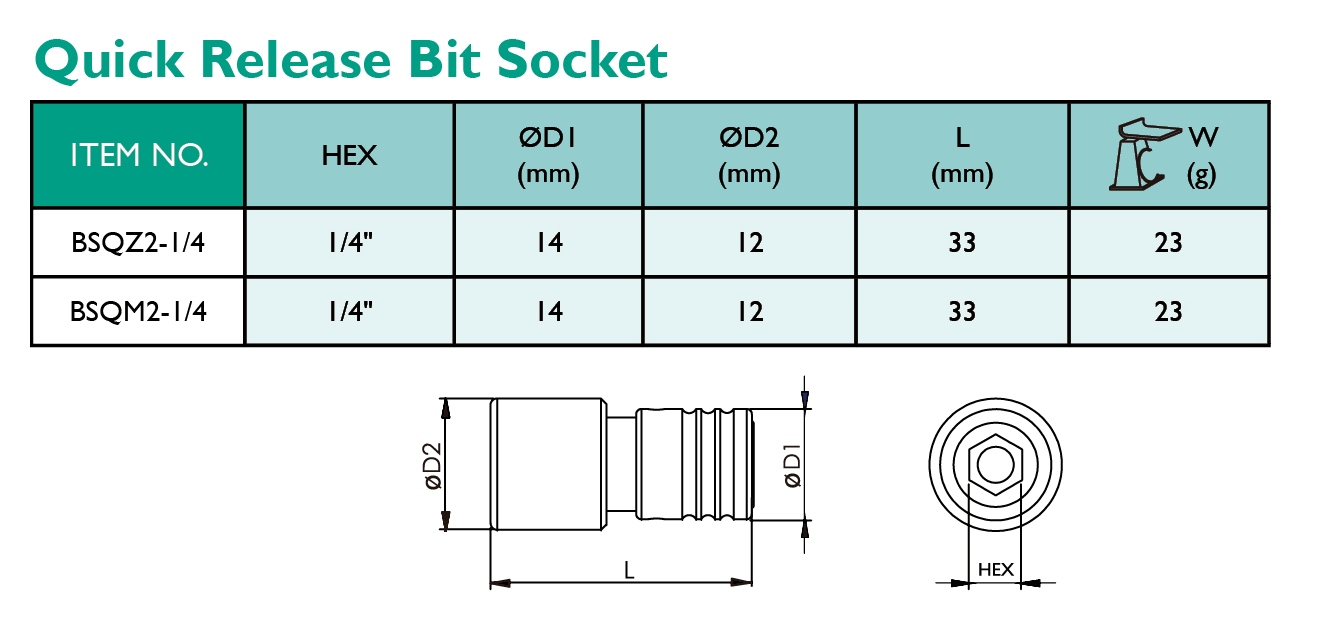 Quick Release Bit Socket
ITEM NO. HEX ØD1 (mm) ØD2 (mm) L (mm) W (g)
BSQZ2-1/4 1/4" 14 12 33 23
BSQM2-1/4 1/4" 14 12 33 23
øD2
øD1
L
HEX